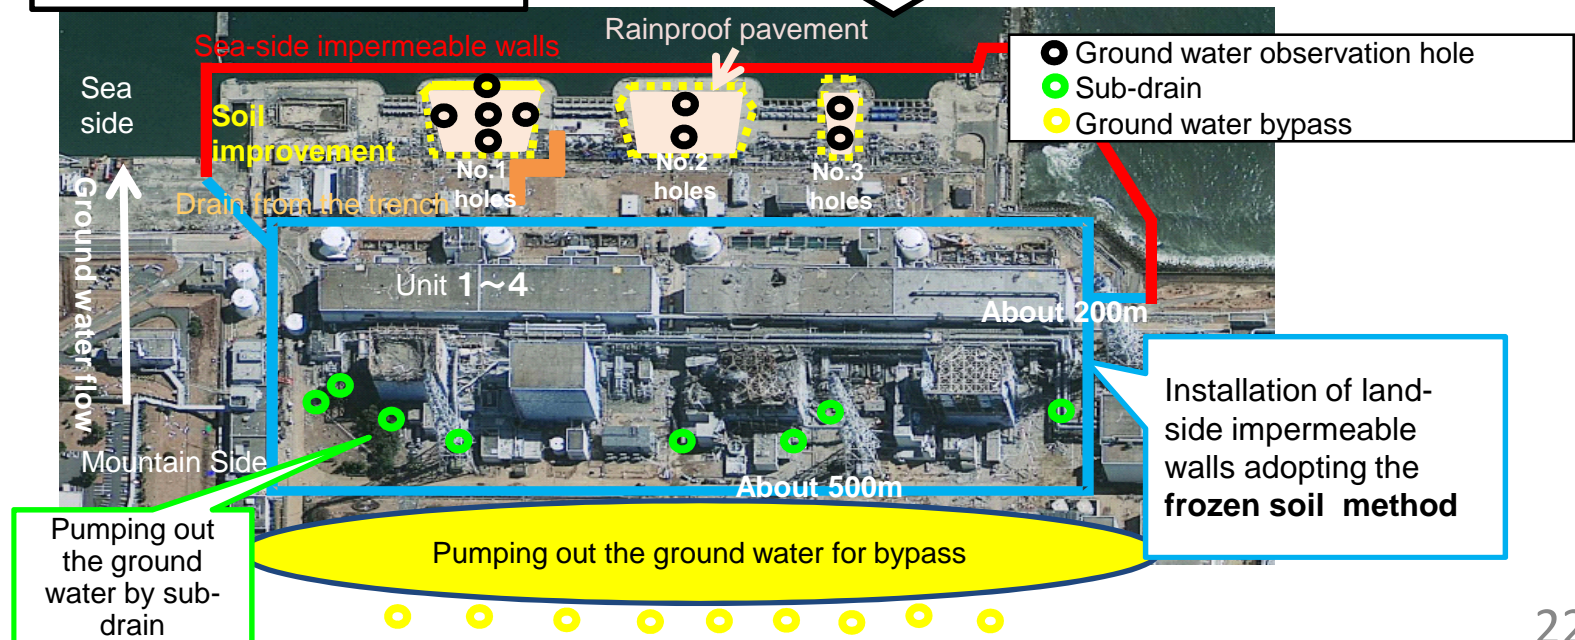 Rainproof pavement
Sea-side impermeable walls
Ground water observation hole
Sub-drain
Ground water bypass
Sea
side
Soil
improvement
No.1
holes
No.2
holes
No.3
holes
Drain from the trench
Ground water flow
Unit 1～4
About 200m
Installation of land-
side impermeable
walls adopting the
frozen soil method
Mountain Side
About 500m
Pumping out
the ground
water by sub-
drain
Pumping out the ground water for bypass
22